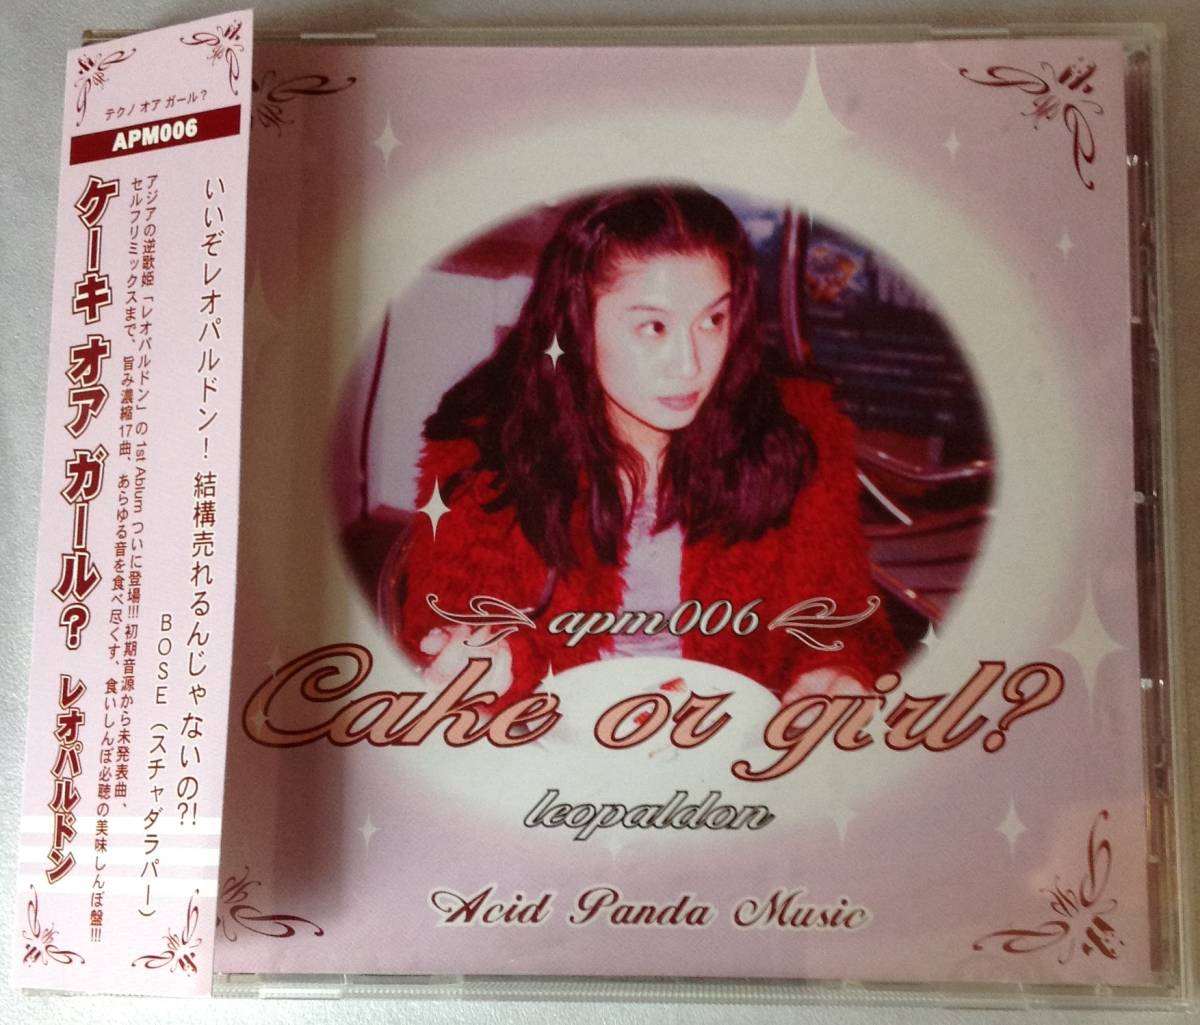 テクノ オア ガール？
APM006
いいぞレオパルドン！ 結構売れるんじゃないの?!
BOSE（スチャダラパー）
アジアの逆歌姫「レオパルドン」の 1st Ablum ついに登場!!! 初期音源から未発表曲、
セルフリミックスまで、旨み濃縮17曲、あらゆる音を食べ尽くす、食いしんぼ必聴の美味しんぼ盤!!!
ケーキ オア ガール？ レオパルドン
apm006
Cake or girl?
leopaldon
Acid Panda Music